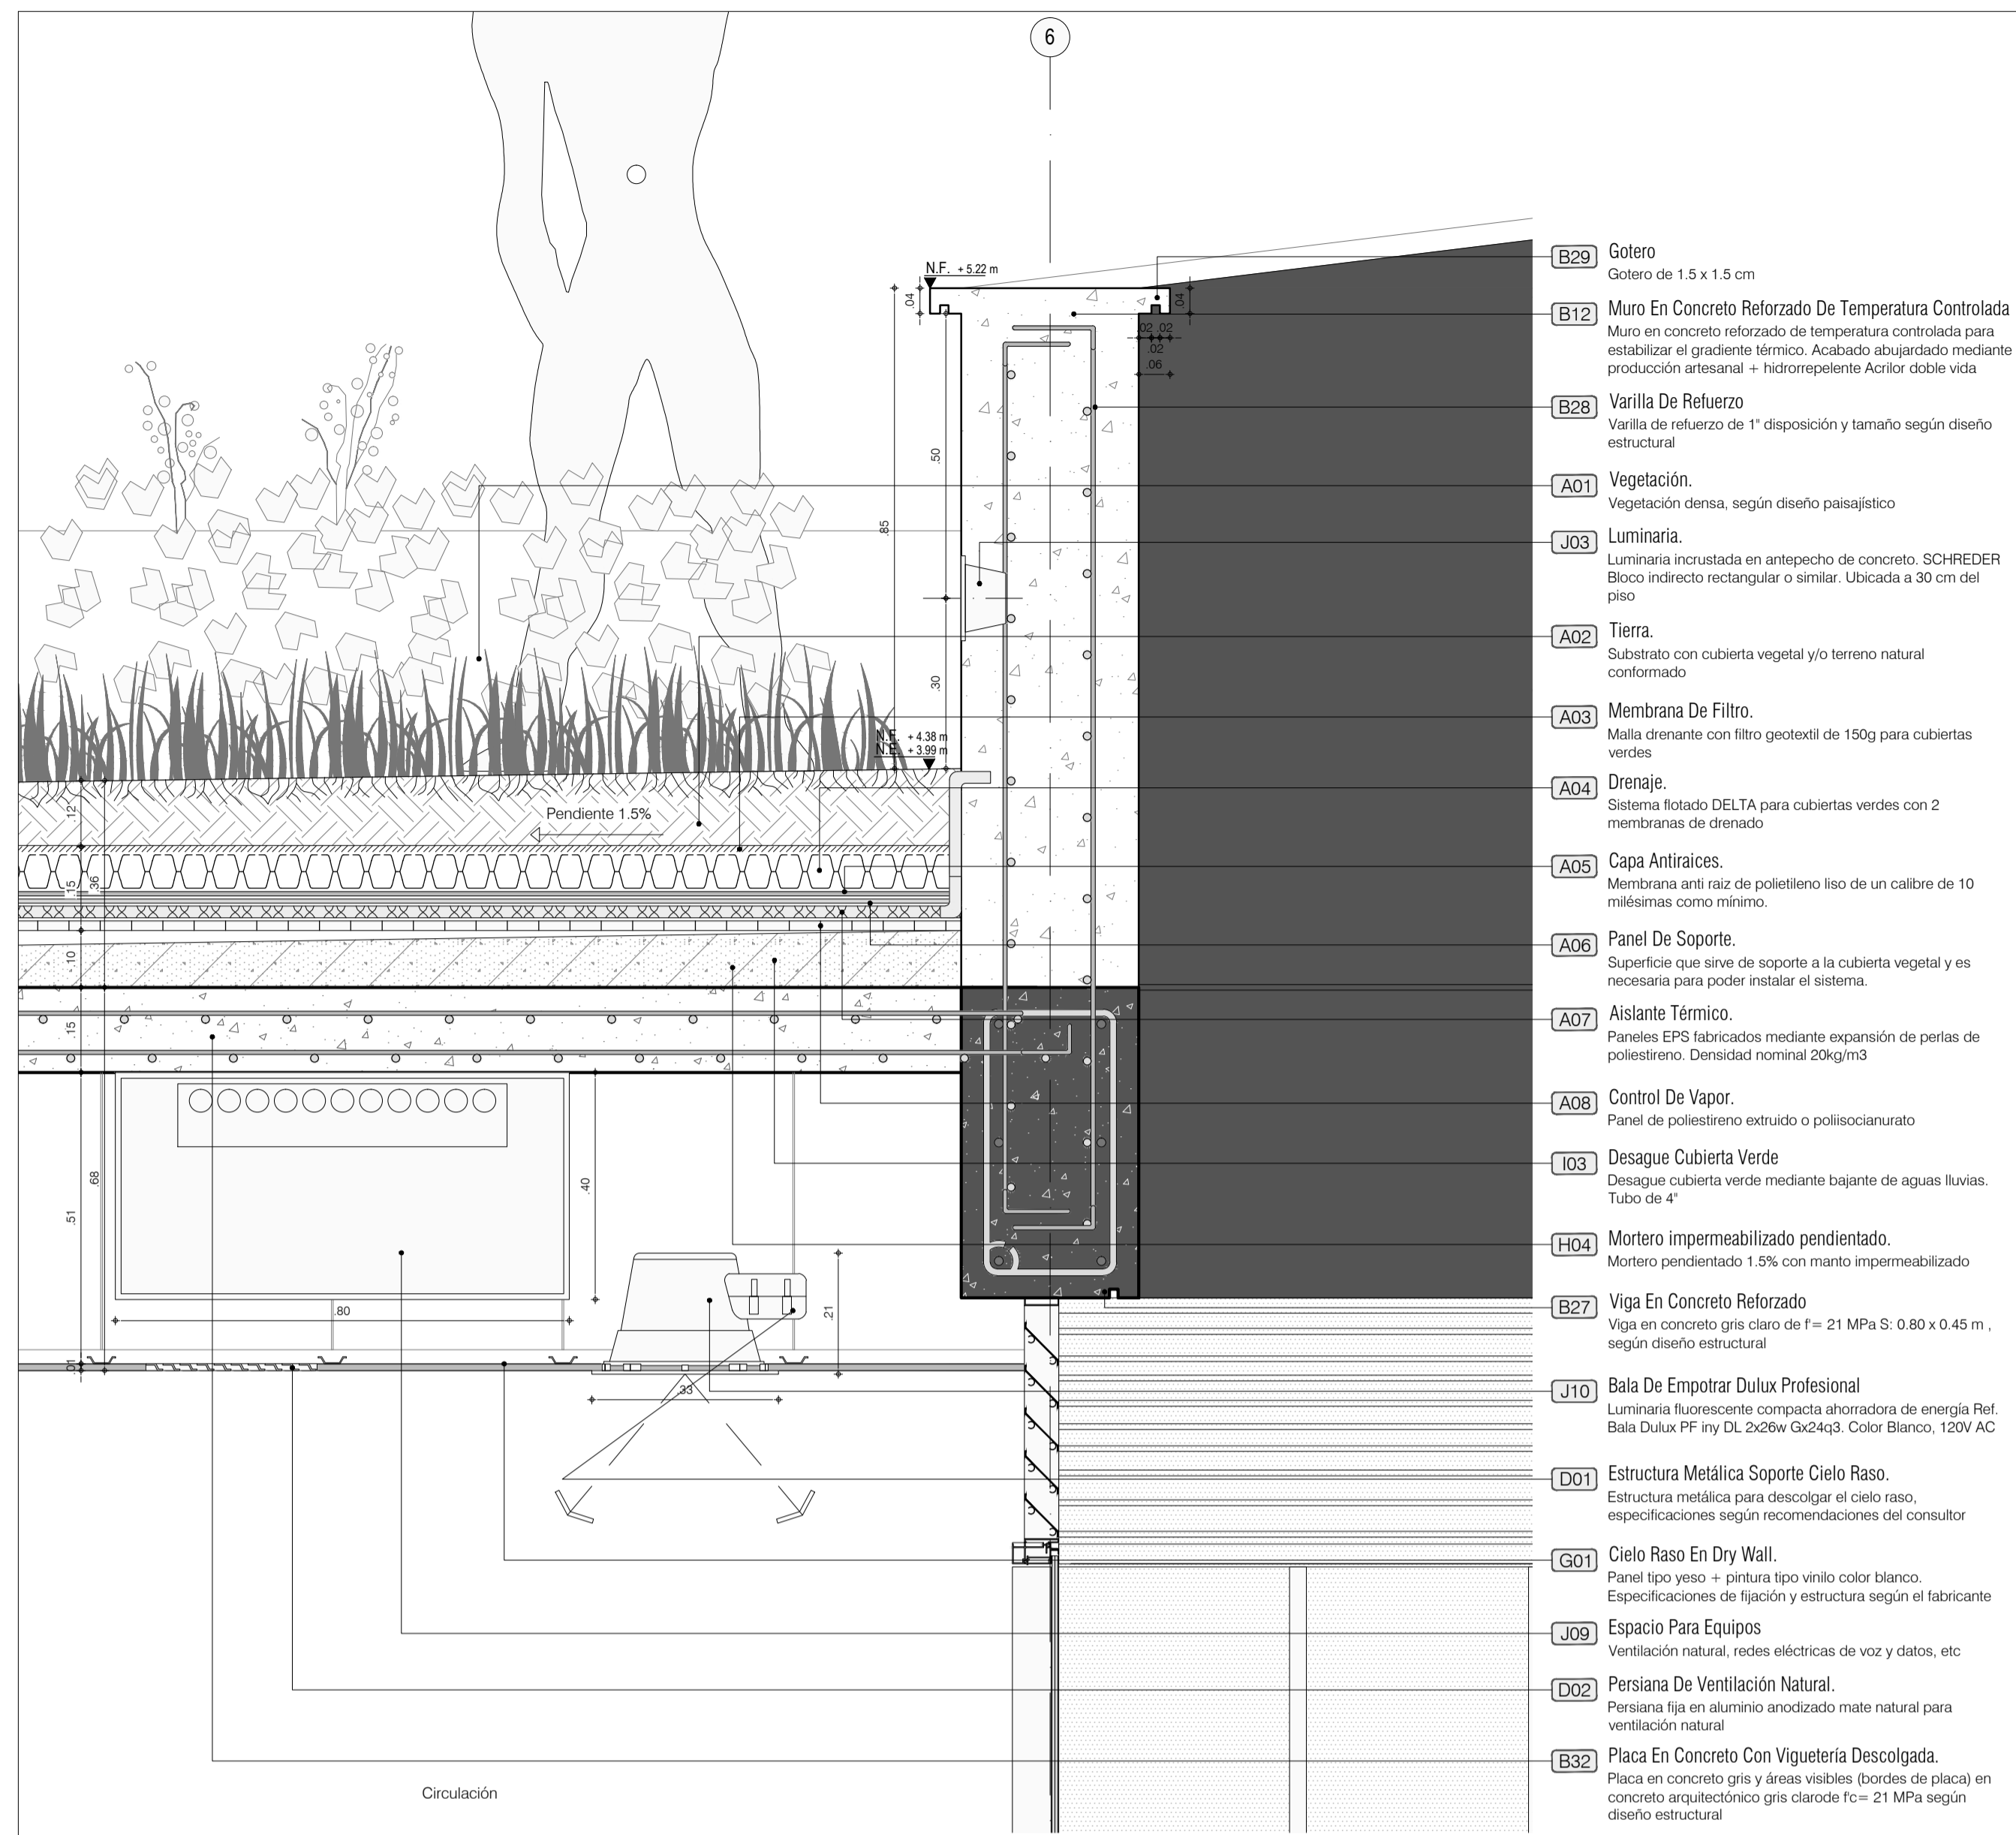 6
N.F. + 5.22 m
.04
.04
.02 .02
.02
.06
.50
.85
.30
N.F. + 4.38 m
N.E. + 3.99 m
Pendiente 1.5%
.12
.15
.36
.10
.15
.68
.51
.40
.80
.21
.33
.01
Circulación
B29 Gotero
Gotero de 1.5 x 1.5 cm
B12 Muro En Concreto Reforzado De Temperatura Controlada
Muro en concreto reforzado de temperatura controlada para
estabilizar el gradiente térmico. Acabado abujardado mediante
producción artesanal + hidrorrepelente Acrilor doble vida
B28 Varilla De Refuerzo
Varilla de refuerzo de 1" disposición y tamaño según diseño
estructural
A01 Vegetación.
Vegetación densa, según diseño paisajístico
J03 Luminaria.
Luminaria incrustada en antepecho de concreto. SCHREDER
Bloco indirecto rectangular o similar. Ubicada a 30 cm del
piso
A02 Tierra.
Substrato con cubierta vegetal y/o terreno natural
conformado
A03 Membrana De Filtro.
Malla drenante con filtro geotextil de 150g para cubiertas
verdes
A04 Drenaje.
Sistema flotado DELTA para cubiertas verdes con 2
membranas de drenado
A05 Capa Antiraices.
Membrana anti raiz de polietileno liso de un calibre de 10
milésimas como mínimo.
A06 Panel De Soporte.
Superficie que sirve de soporte a la cubierta vegetal y es
necesaria para poder instalar el sistema.
A07 Aislante Térmico.
Paneles EPS fabricados mediante expansión de perlas de
poliestireno. Densidad nominal 20kg/m3
A08 Control De Vapor.
Panel de poliestireno extruido o poliisocianurato
I03 Desague Cubierta Verde
Desague cubierta verde mediante bajante de aguas lluvias.
Tubo de 4"
H04 Mortero impermeabilizado pendientado.
Mortero pendientado 1.5% con manto impermeabilizado
B27 Viga En Concreto Reforzado
Viga en concreto gris claro de f'= 21 MPa S: 0.80 x 0.45 m ,
según diseño estructural
J10 Bala De Empotrar Dulux Profesional
Luminaria fluorescente compacta ahorradora de energía Ref.
Bala Dulux PF iny DL 2x26w Gx24q3. Color Blanco, 120V AC
D01 Estructura Metálica Soporte Cielo Raso.
Estructura metálica para descolgar el cielo raso,
especificaciones según recomendaciones del consultor
G01 Cielo Raso En Dry Wall.
Panel tipo yeso + pintura tipo vinilo color blanco.
Especificaciones de fijación y estructura según el fabricante
J09 Espacio Para Equipos
Ventilación natural, redes eléctricas de voz y datos, etc
D02 Persiana De Ventilación Natural.
Persiana fija en aluminio anodizado mate natural para
ventilación natural
B32 Placa En Concreto Con Viguetería Descolgada.
Placa en concreto gris y áreas visibles (bordes de placa) en
concreto arquitectónico gris clarode f'c= 21 MPa según
diseño estructural